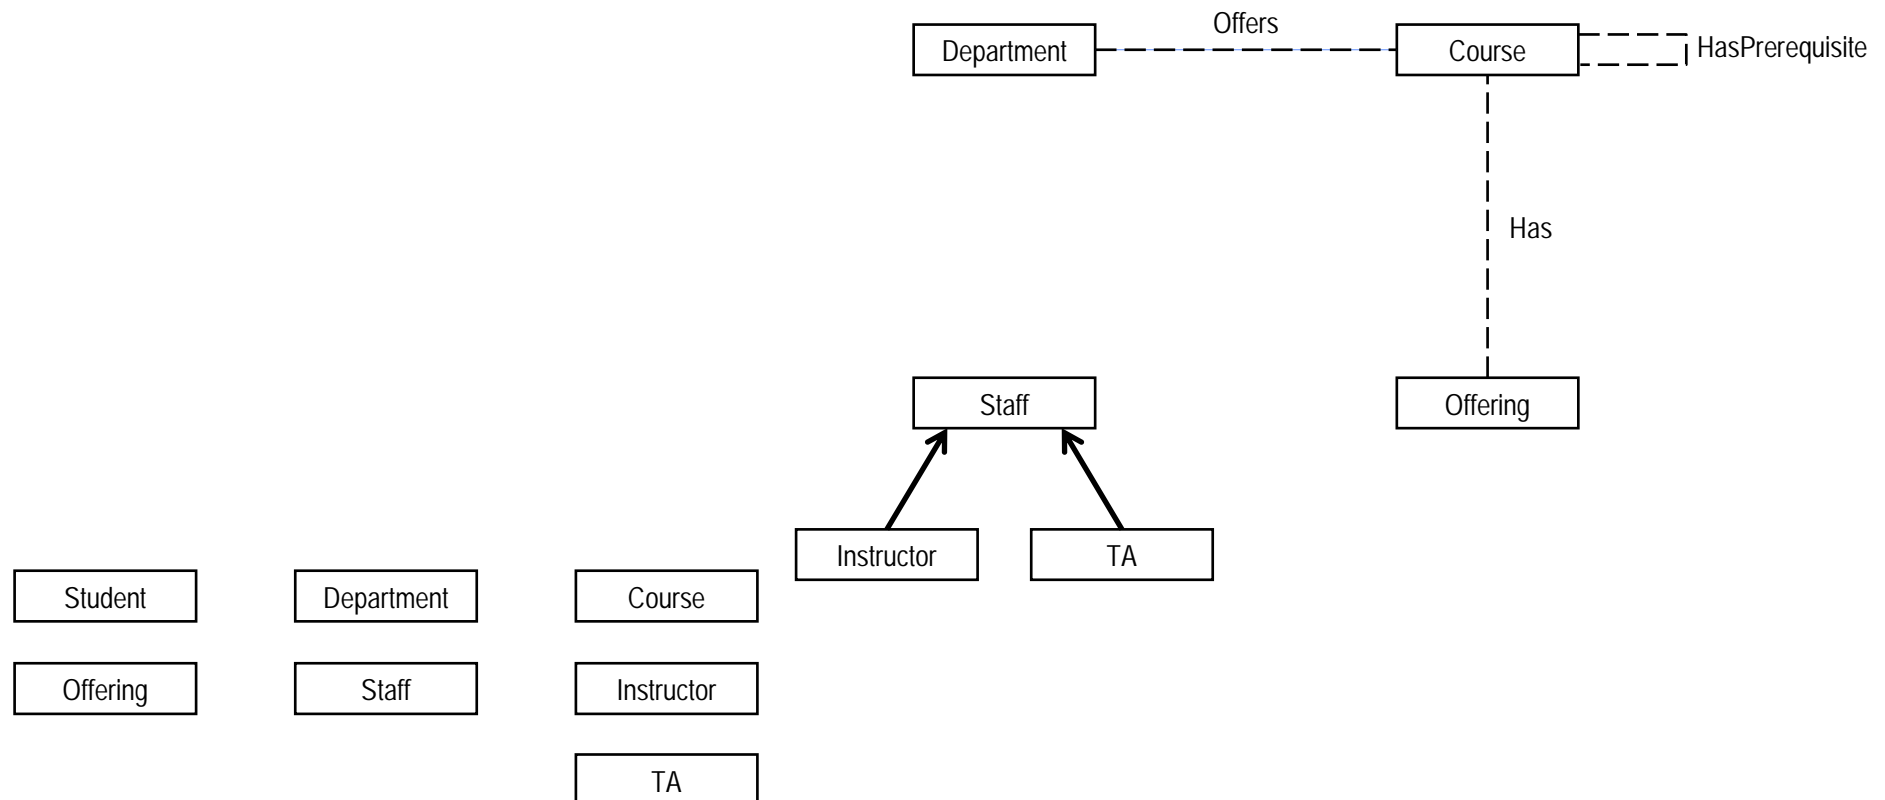 Offers
Department
Course
HasPrerequisite
Has
Staff
Offering
Instructor
TA
Student
Department
Course
Offering
Staff
Instructor
TA